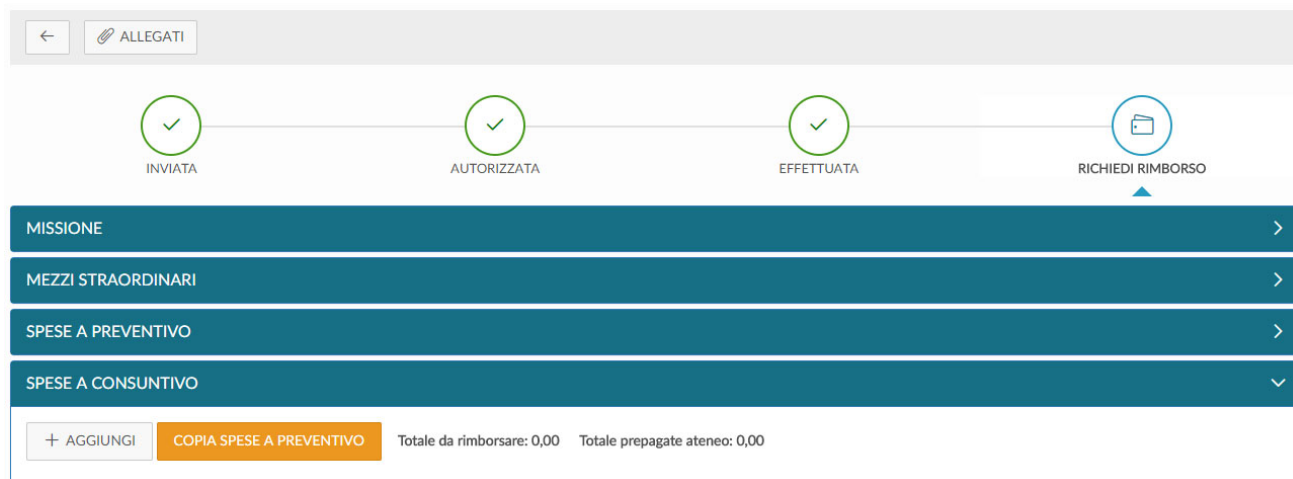 ← ALLEGATI
INVIATA AUTORIZZATA EFFETTUATA RICHIEDI RIMBORSO
MISSIONE
MEZZI STRAORDINARI
SPESE A PREVENTIVO
SPESE A CONSUNTIVO
+ AGGIUNGI COPIA SPESE A PREVENTIVO Totale da rimborsare: 0,00 Totale prepagate ateneo: 0,00